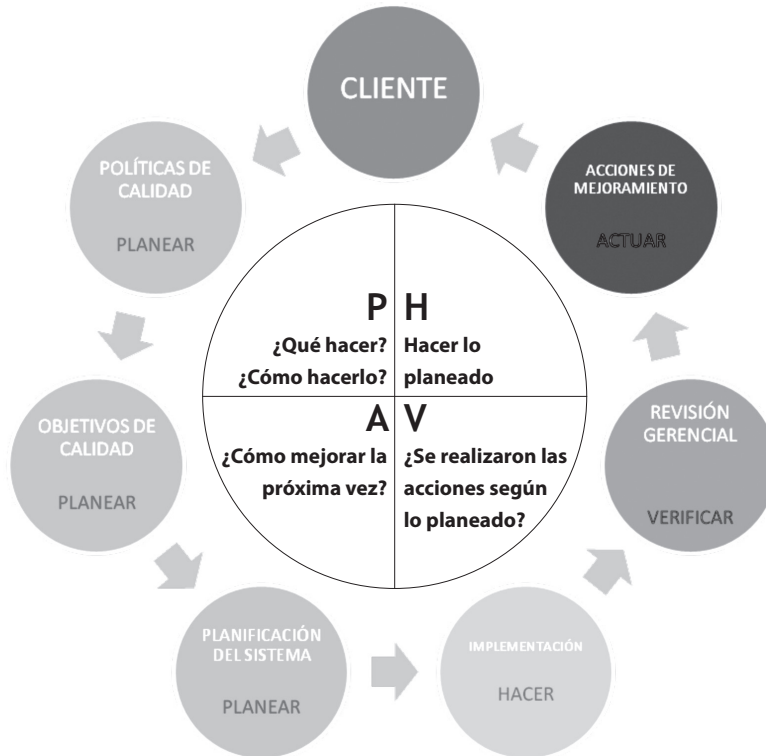 CLIENTE
POLÍTICAS DE
CALIDAD
PLANEAR
OBJETIVOS DE
CALIDAD
PLANEAR
PLANIFICACIÓN
DEL SISTEMA
PLANEAR
IMPLEMENTACIÓN
HACER
REVISIÓN
GERENCIAL
VERIFICAR
ACCIONES DE
MEJORAMIENTO
ACTUAR
P
¿Qué hacer?
¿Cómo hacerlo?
H
Hacer lo
planeado
A
¿Cómo mejorar la
próxima vez?
V
¿Se realizaron las
acciones según
lo planeado?